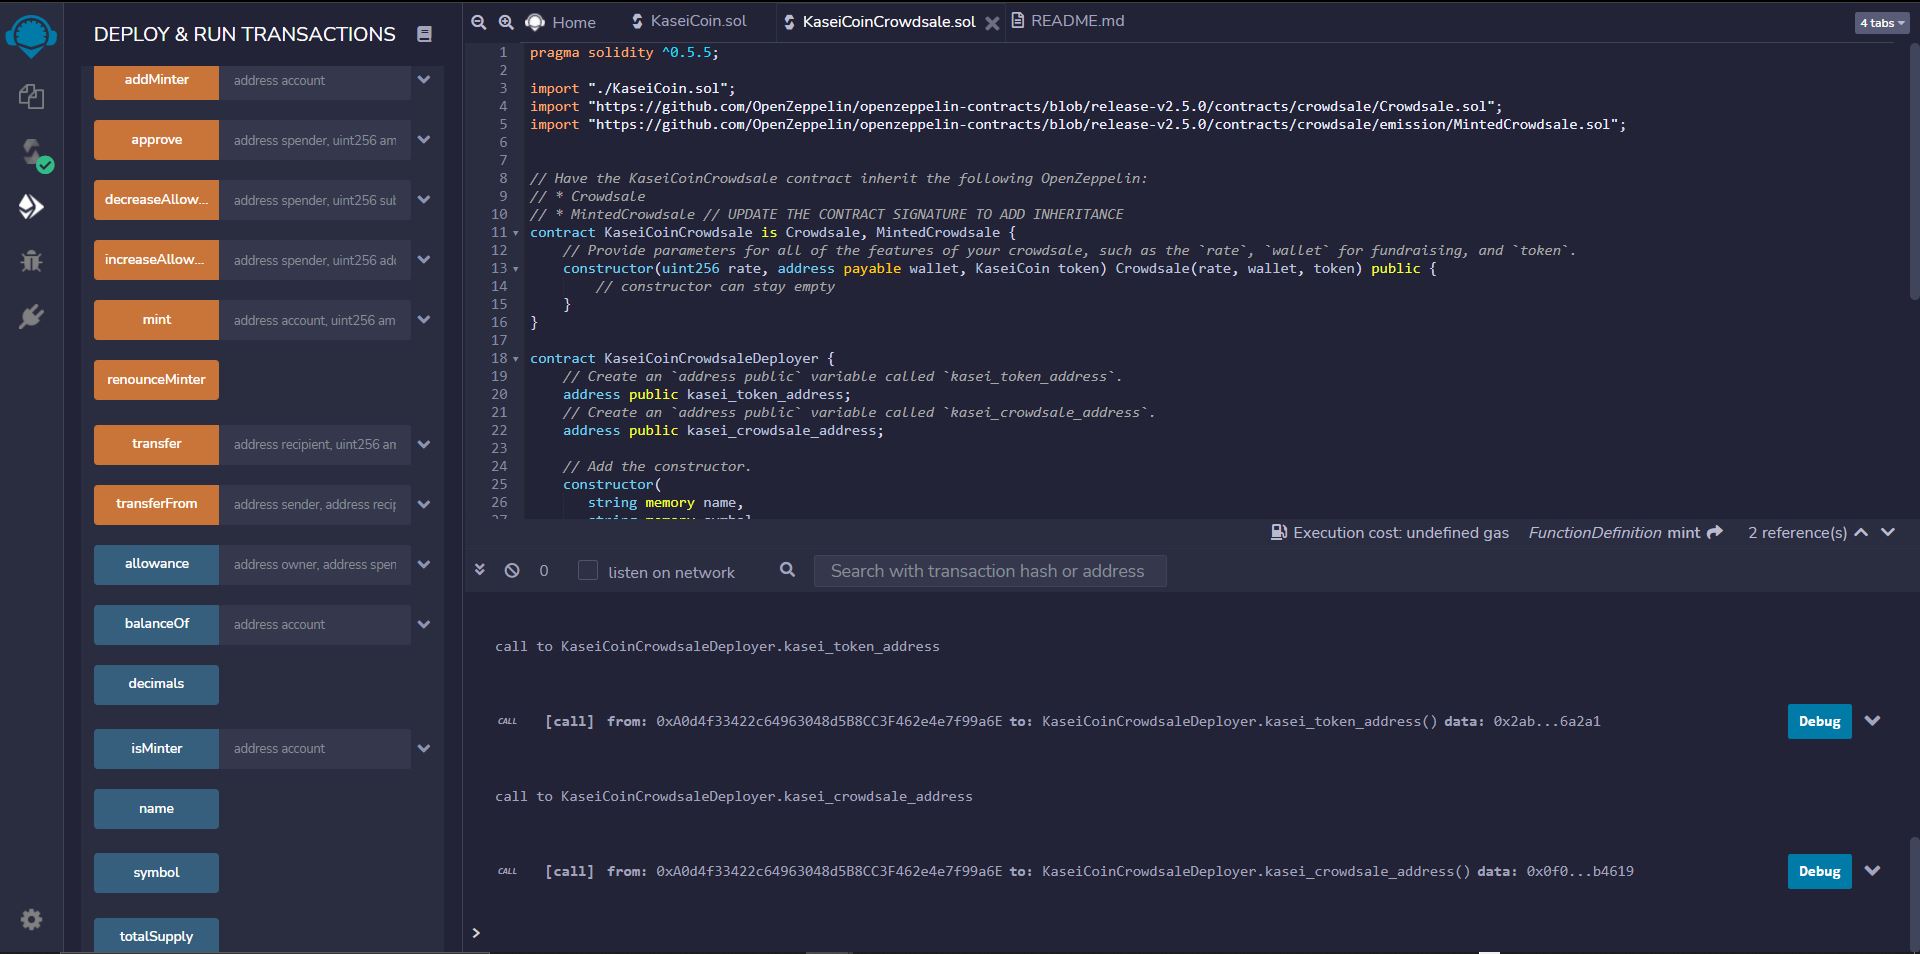 DEPLOY & RUN TRANSACTIONS
addMinter address account
approve address spender, uint256 am
decreaseAllow... address spender, uint256 sul
increaseAllow... address spender, uint256 add
mint address account, uint256 am
renounceMinter
transfer address recipient, uint256 am
transferFrom address sender, address recip
allowance address owner, address spen
balanceOf address account
decimals
isMinter address account
name
symbol
totalSupply
Home KaseiCoin.sol KaseiCoinCrowdsale.sol README.md 4 tabs
1 pragma solidity ^0.5.5;
2
3 import "./KaseiCoin.sol";
4 import "https://github.com/OpenZeppelin/openzeppelin-contracts/blob/release-v2.5.0/contracts/crowdsale/Crowdsale.sol";
5 import "https://github.com/OpenZeppelin/openzeppelin-contracts/blob/release-v2.5.0/contracts/crowdsale/emission/MintedCrowdsale.sol";
6
7
8 // Have the KaseiCoinCrowdsale contract inherit the following OpenZeppelin:
9 // * Crowdsale
10 // * MintedCrowdsale // UPDATE THE CONTRACT SIGNATURE TO ADD INHERITANCE
11 contract KaseiCoinCrowdsale is Crowdsale, MintedCrowdsale {
12 // Provide parameters for all of the features of your crowdsale, such as the `rate`, `wallet` for fundraising, and `token`.
13 constructor(uint256 rate, address payable wallet, KaseiCoin token) Crowdsale(rate, wallet, token) public {
14 // constructor can stay empty
15 }
16 }
17
18 contract KaseiCoinCrowdsaleDeployer {
19 // Create an `address public` variable called `kasei_token_address`.
20 address public kasei_token_address;
21 // Create an `address public` variable called `kasei_crowdsale_address`.
22 address public kasei_crowdsale_address;
23
24 // Add the constructor.
25 constructor(
26 string memory name,
27 string memory symbol
Execution cost: undefined gas FunctionDefinition mint 2 reference(s)
0 listen on network Search with transaction hash or address
call to KaseiCoinCrowdsaleDeployer.kasei_token_address
CALL [call] from: 0xA0d4f33422c64963048d5B8CC3F462e4e7f99a6E to: KaseiCoinCrowdsaleDeployer.kasei_token_address() data: 0x2ab...6a2a1 Debug
call to KaseiCoinCrowdsaleDeployer.kasei_crowdsale_address
CALL [call] from: 0xA0d4f33422c64963048d5B8CC3F462e4e7f99a6E to: KaseiCoinCrowdsaleDeployer.kasei_crowdsale_address() data: 0x0f0...b4619 Debug
>